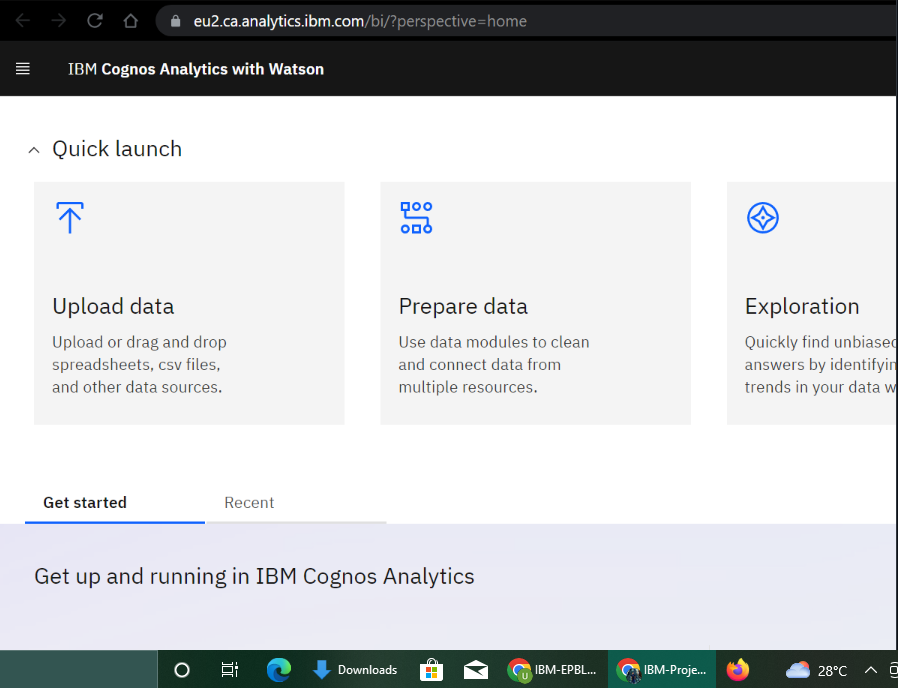 eu2.ca.analytics.ibm.com/bi/?perspective=home
IBM Cognos Analytics with Watson
Quick launch
Upload data
Upload or drag and drop
spreadsheets, csv files,
and other data sources.
Prepare data
Use data modules to clean
and connect data from
multiple resources.
Exploration
Quickly find unbiased
answers by identifyin
trends in your data w
Get started
Recent
Get up and running in IBM Cognos Analytics
Downloads
U
IBM-EPBL...
IBM-Proje...
28°C